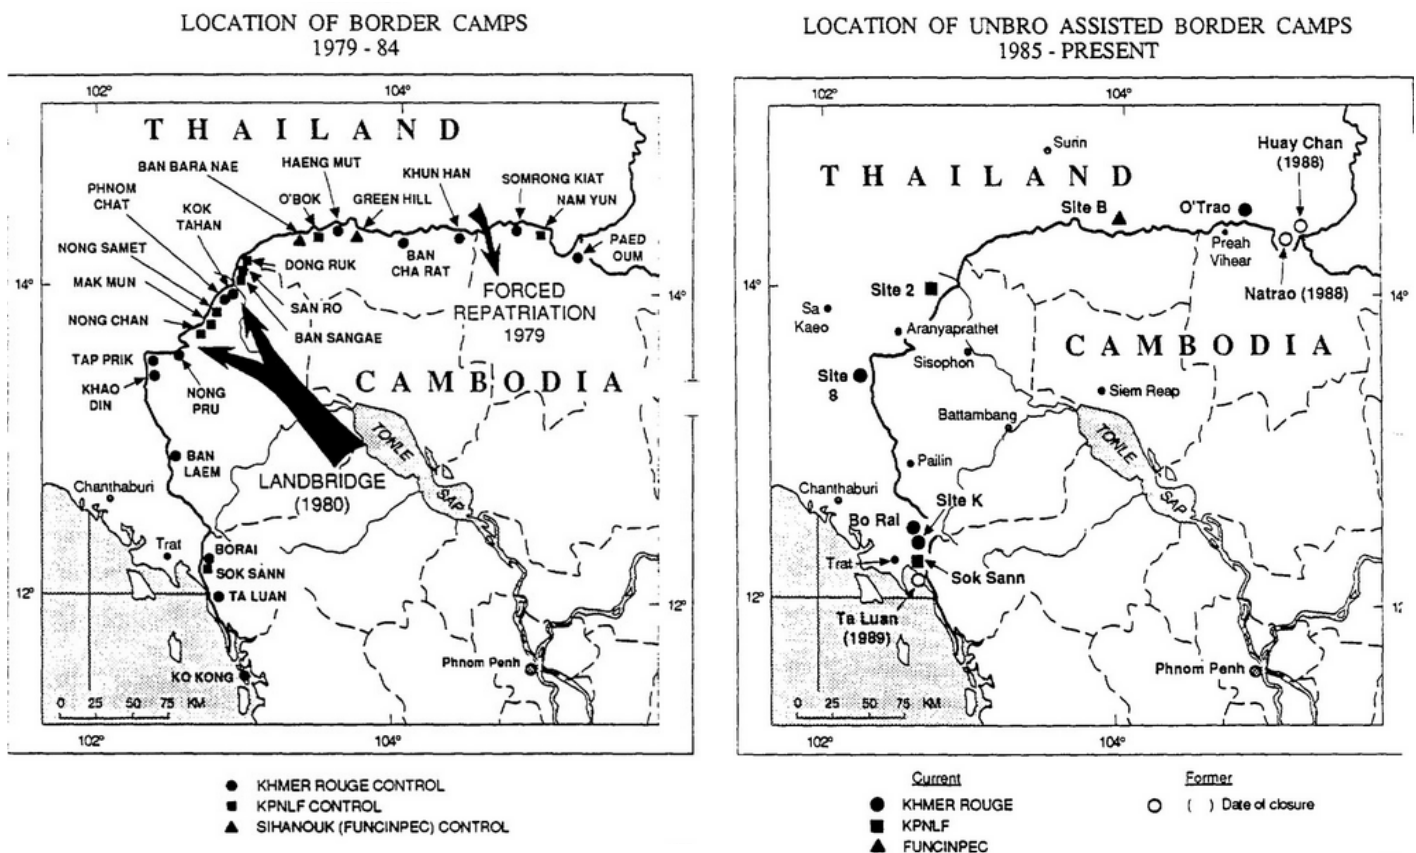 LOCATION OF BORDER CAMPS
1979 - 84
102°
104°
THAILAND
BAN BARA NAE
HAENG MUT
KHUN HAN
PHNOM
CHAT
O'BOK
GREEN HILL
SOMRONG KIAT
KOK
TAHAN
NAM YUN
NONG SAMET
DONG RUK
BAN
CHA RAT
PAED
OUM
MAK MUN
14°
14°
SAN RO
FORCED
REPATRIATION
1979
NONG CHAN
BAN SANGAE
TAP PRIK
CAMBODIA
KHAO
DIN
NONG
PRU
TONLE
SAP
BAN
LAEM
LANDBRIDGE
(1980)
Chanthaburi
Trat
BORAI
SOK SANN
TA LUAN
12°
12°
Phnom Penh
KO KONG
0 25 50 75 KM
102°
104°
KHMER ROUGE CONTROL
KPNLF CONTROL
SIHANOUK (FUNCINPEC) CONTROL
LOCATION OF UNBRO ASSISTED BORDER CAMPS
1985 - PRESENT
102°
104°
Surin
Huay Chan
(1988)
THAILAND
Site B
O'Trao
Preah
Vihear
14°
14°
Site 2
Natrao (1988)
Sa
Kaeo
Aranyaprathet
CAMBODIA
Sisophon
Site
8
Siem Reap
Battambang
TONLE
SAP
Pailin
Chanthaburi
Site K
Bo Rai
Trat
Sok Sann
12°
12°
Ta Luan
(1989)
Phnom Penh
0 25 50 75 KM
102°
104°
Current
Former
KHMER ROUGE
( ) Date of closure
KPNLF
FUNCINPEC